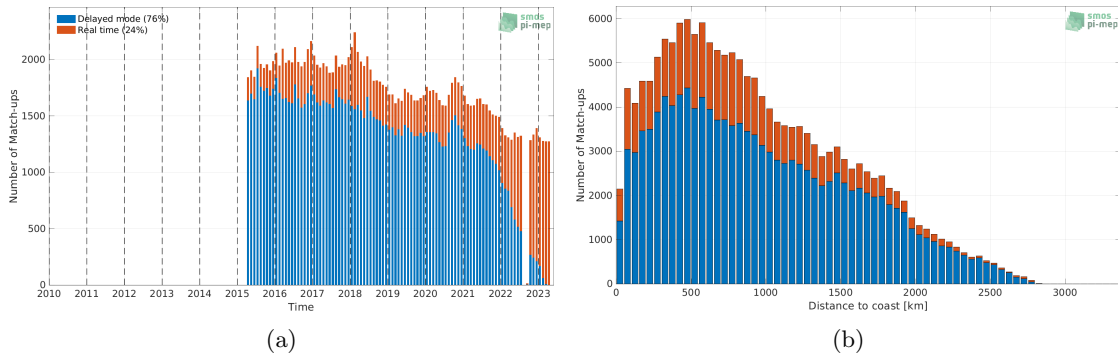 Delayed mode (76%)
Real time (24%)
smos
pi-mep
Number of Match-ups
2000
1500
1000
500
0
2010 2011 2012 2013 2014 2015 2016 2017 2018 2019 2020 2021 2022 2023
Time
(a)
smos
pi-mep
Number of Match-ups
6000
5000
4000
3000
2000
1000
0
0 500 1000 1500 2000 2500 3000
Distance to coast [km]
(b)